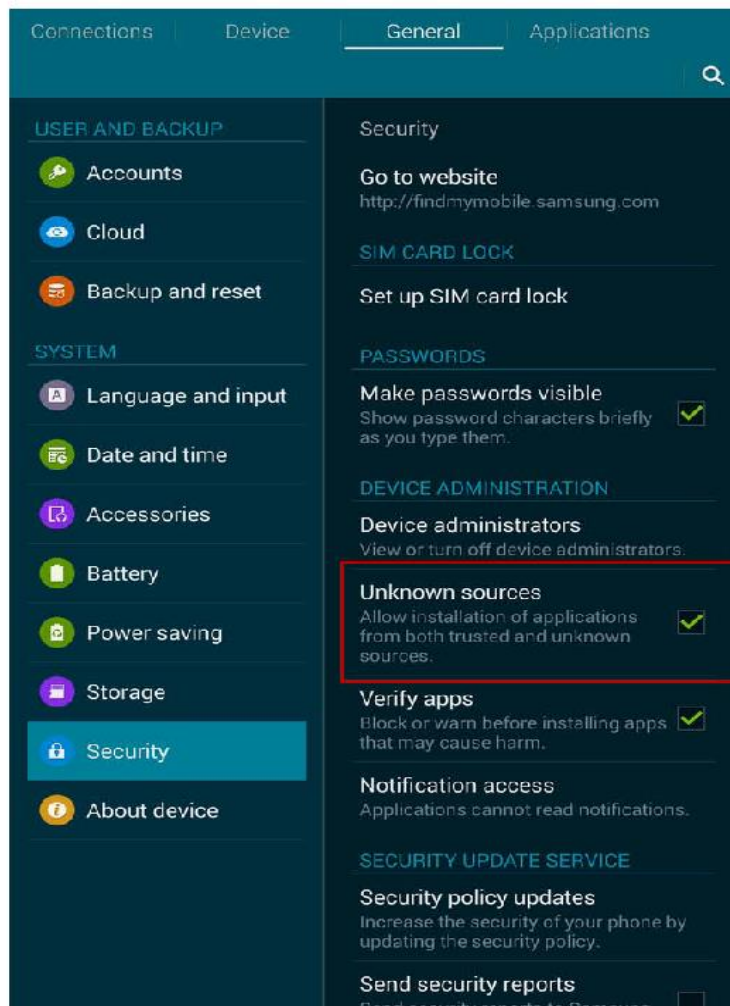 Connections Device General Applications
USER AND BACKUP
Accounts
Cloud
Backup and reset
SYSTEM
Language and input
Date and time
Accessories
Battery
Power saving
Storage
Security
About device
Security
Go to website
http://findmymobile.samsung.com
SIM CARD LOCK
Set up SIM card lock
PASSWORDS
Make passwords visible
Show password characters briefly
as you type them.
DEVICE ADMINISTRATION
Device administrators
View or turn off device administrators.
Unknown sources
Allow installation of applications
from both trusted and unknown
sources.
Verify apps
Block or warn before installing apps
that may cause harm.
Notification access
Applications cannot read notifications.
SECURITY UPDATE SERVICE
Security policy updates
Increase the security of your phone by
updating the security policy.
Send security reports